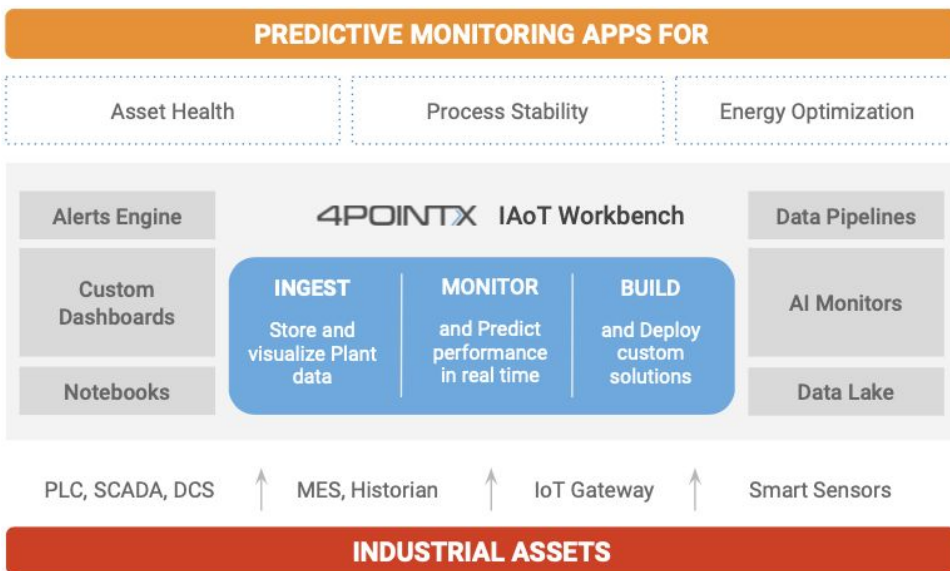 PREDICTIVE MONITORING APPS FOR
Asset Health
Process Stability
Energy Optimization
Alerts Engine
4POINTX IAoT Workbench
Data Pipelines
Custom
Dashboards
INGEST
Store and
visualize Plant
data
MONITOR
and Predict
performance
in real time
BUILD
and Deploy
custom
solutions
AI Monitors
Notebooks
Data Lake
PLC, SCADA, DCS
MES, Historian
IoT Gateway
Smart Sensors
INDUSTRIAL ASSETS